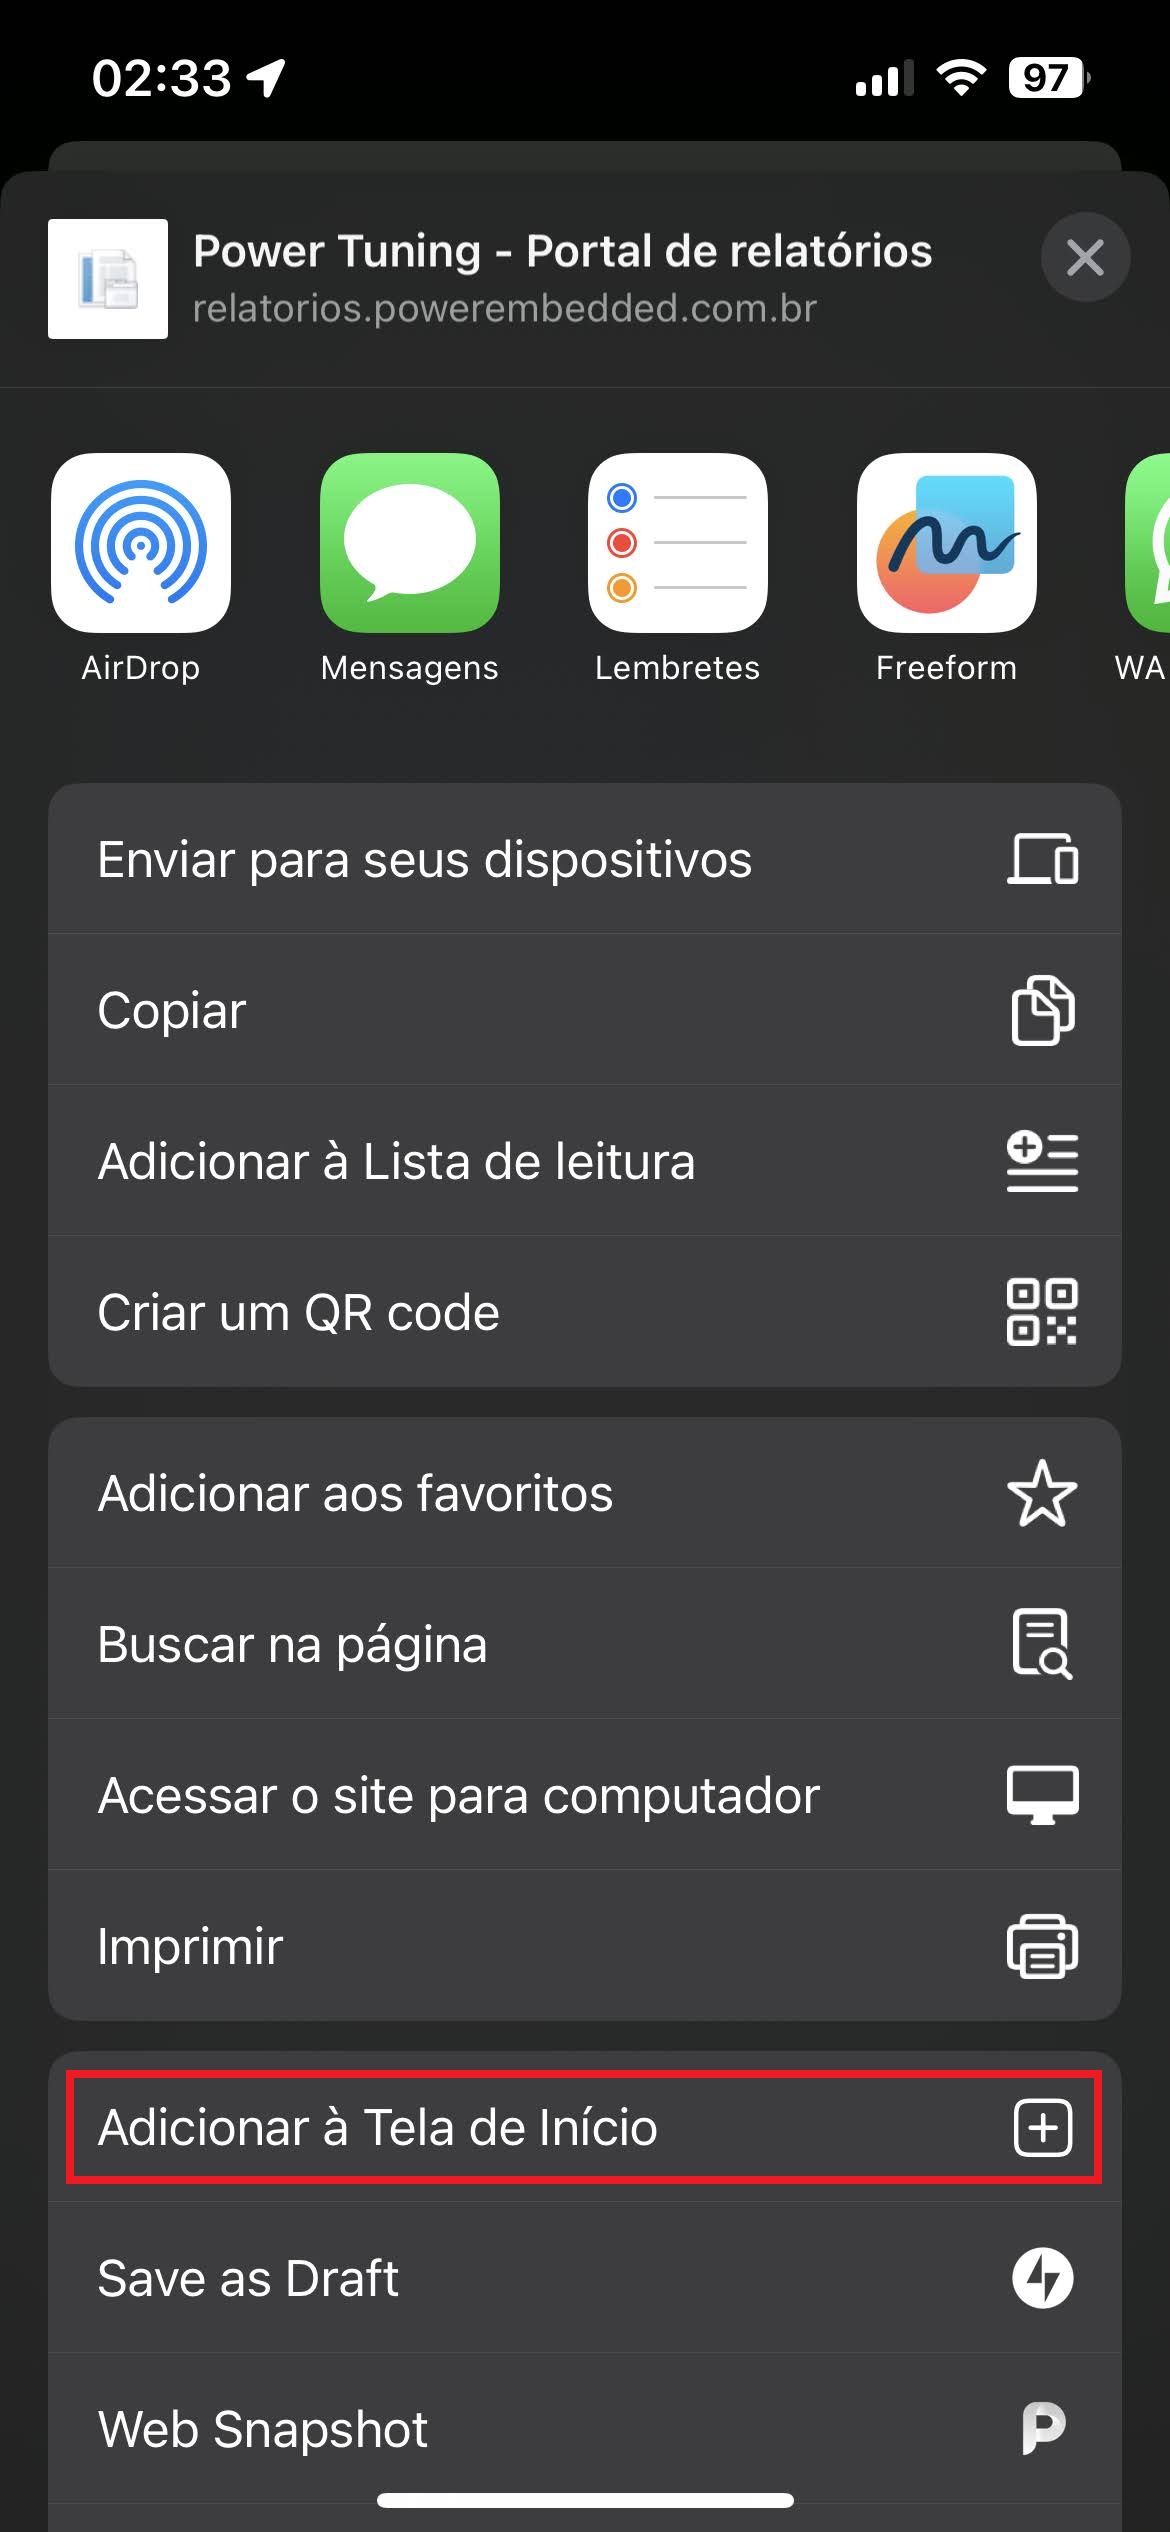 02:33
97
Power Tuning - Portal de relatórios
relatorios.powerembedded.com.br
AirDrop
Mensagens
Lembretes
Freeform
WA
Enviar para seus dispositivos
Copiar
Adicionar à Lista de leitura
Criar um QR code
Adicionar aos favoritos
Buscar na página
Acessar o site para computador
Imprimir
Adicionar à Tela de Início
Save as Draft
Web Snapshot